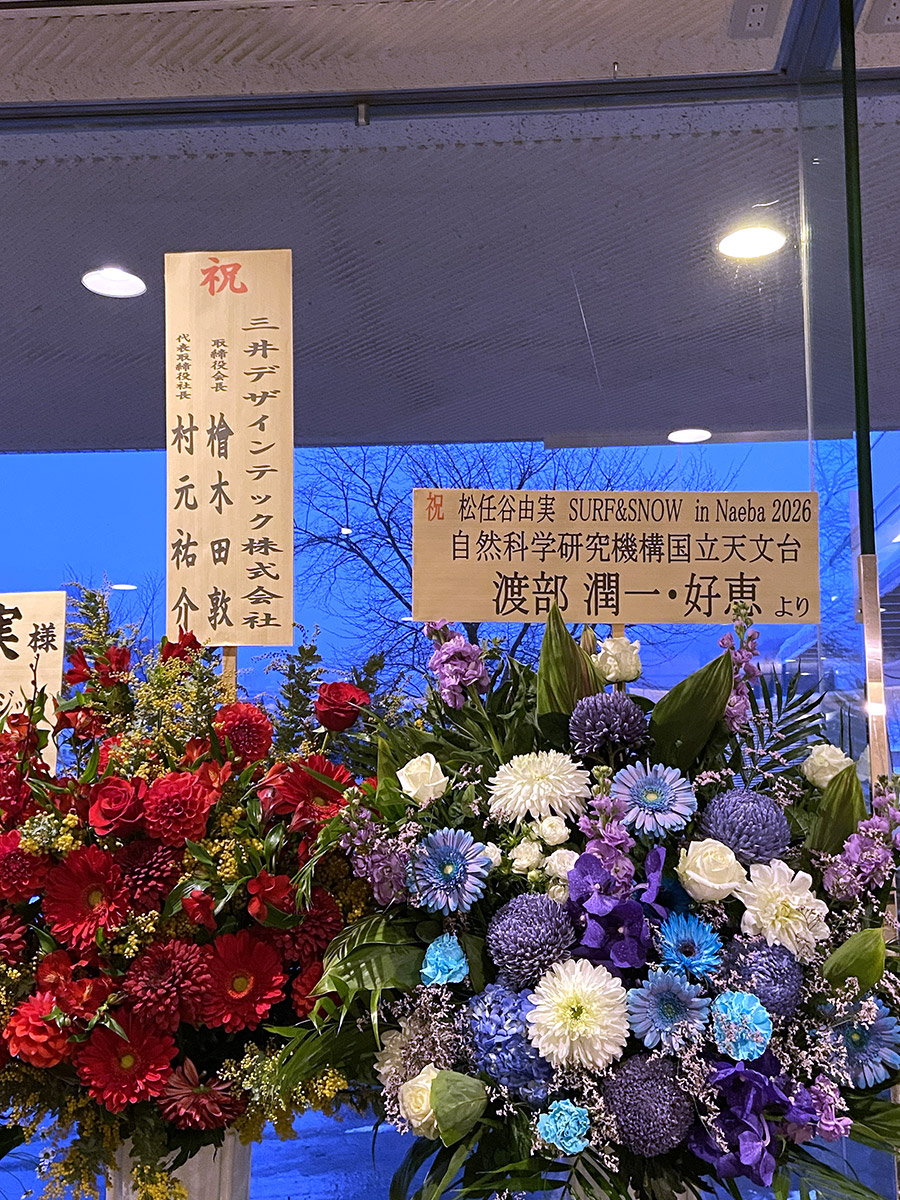 祝
三井デザインテック株式会社
取締役会長 檜木田敦
代表取締役社長 村元祐介
祝 松任谷由実 SURF&SNOW in Naeba 2026
自然科学研究機構国立天文台
渡部 潤一・好恵 より
実様